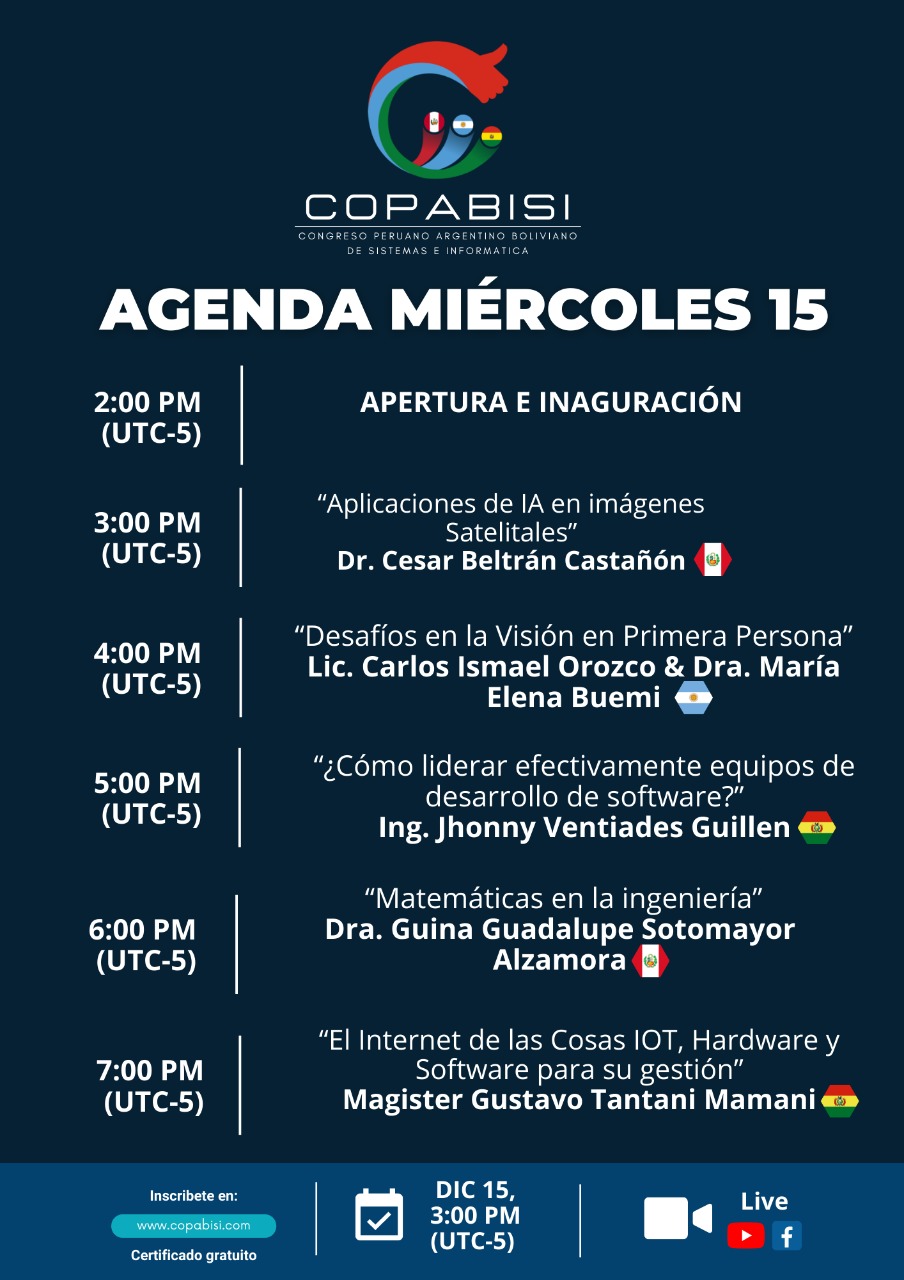 COPABISI
CONGRESO PERUANO ARGENTINO BOLIVIANO
DE SISTEMAS E INFORMATICA
AGENDA MIÉRCOLES 15
2:00 PM
(UTC-5)
APERTURA E INAGURACIÓN
3:00 PM
(UTC-5)
“Aplicaciones de IA en imágenes
Satelitales”
Dr. Cesar Beltrán Castañón
4:00 PM
(UTC-5)
“Desafíos en la Visión en Primera Persona”
Lic. Carlos Ismael Orozco & Dra. María
Elena Buemi
5:00 PM
(UTC-5)
“¿Cómo liderar efectivamente equipos de
desarrollo de software?”
Ing. Jhonny Ventiades Guillen
6:00 PM
(UTC-5)
“Matemáticas en la ingeniería”
Dra. Guina Guadalupe Sotomayor
Alzamora
7:00 PM
(UTC-5)
“El Internet de las Cosas IOT, Hardware y
Software para su gestión”
Magister Gustavo Tantani Mamani
Inscribete en:
www.copabisi.com
Certificado gratuito
DIC 15,
3:00 PM
(UTC-5)
Live